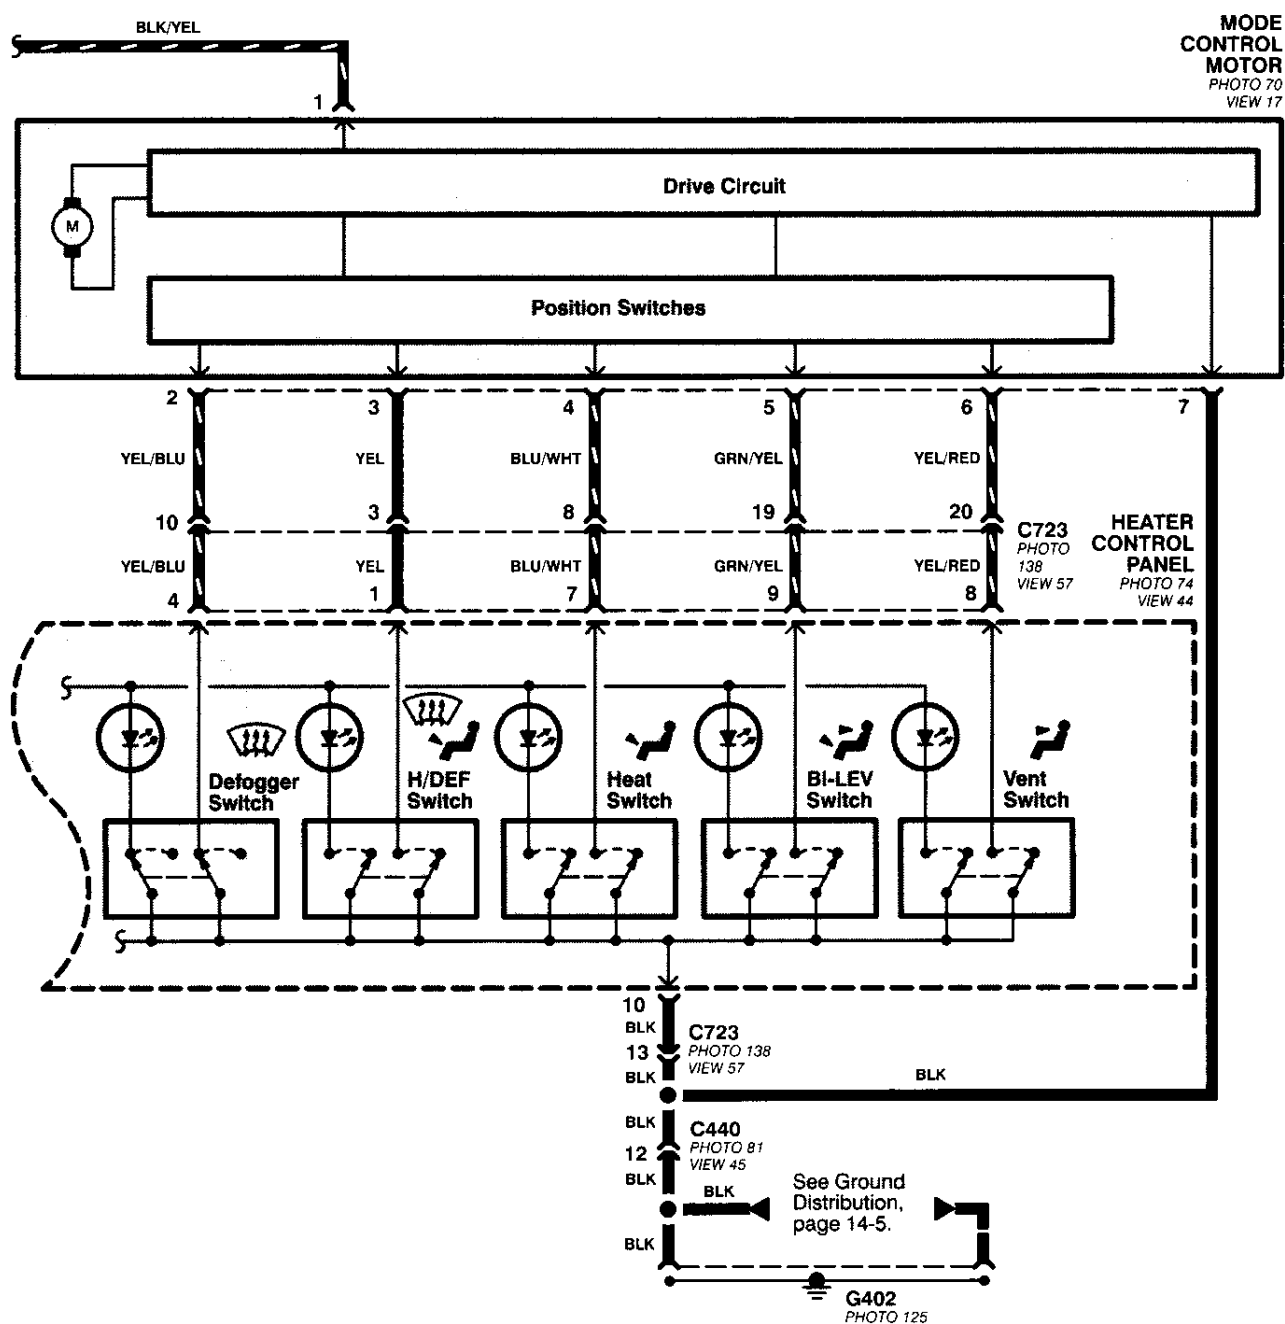 BLK/YEL
MODE
CONTROL
MOTOR
PHOTO 70
VIEW 17
1
Drive Circuit
M
Position Switches
2 3 4 5 6 7
YEL/BLU YEL BLU/WHT GRN/YEL YEL/RED
10 3 8 19 20
C723
PHOTO
138
VIEW 57
HEATER
CONTROL
PANEL
PHOTO 74
VIEW 44
YEL/BLU YEL BLU/WHT GRN/YEL YEL/RED
4 1 7 9 8
Defogger
Switch
H/DEF
Switch
Heat
Switch
BI-LEV
Switch
Vent
Switch
10
BLK
C723
PHOTO 138
VIEW 57
13
BLK
BLK
BLK
C440
PHOTO 81
VIEW 45
12
BLK
BLK
See Ground
Distribution,
page 14-5.
BLK
G402
PHOTO 125